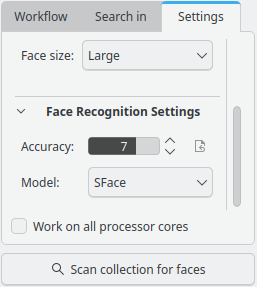 Workflow Search in Settings
Face size: Large
Face Recognition Settings
Accuracy: 7
Model: SFace
Work on all processor cores
Scan collection for faces